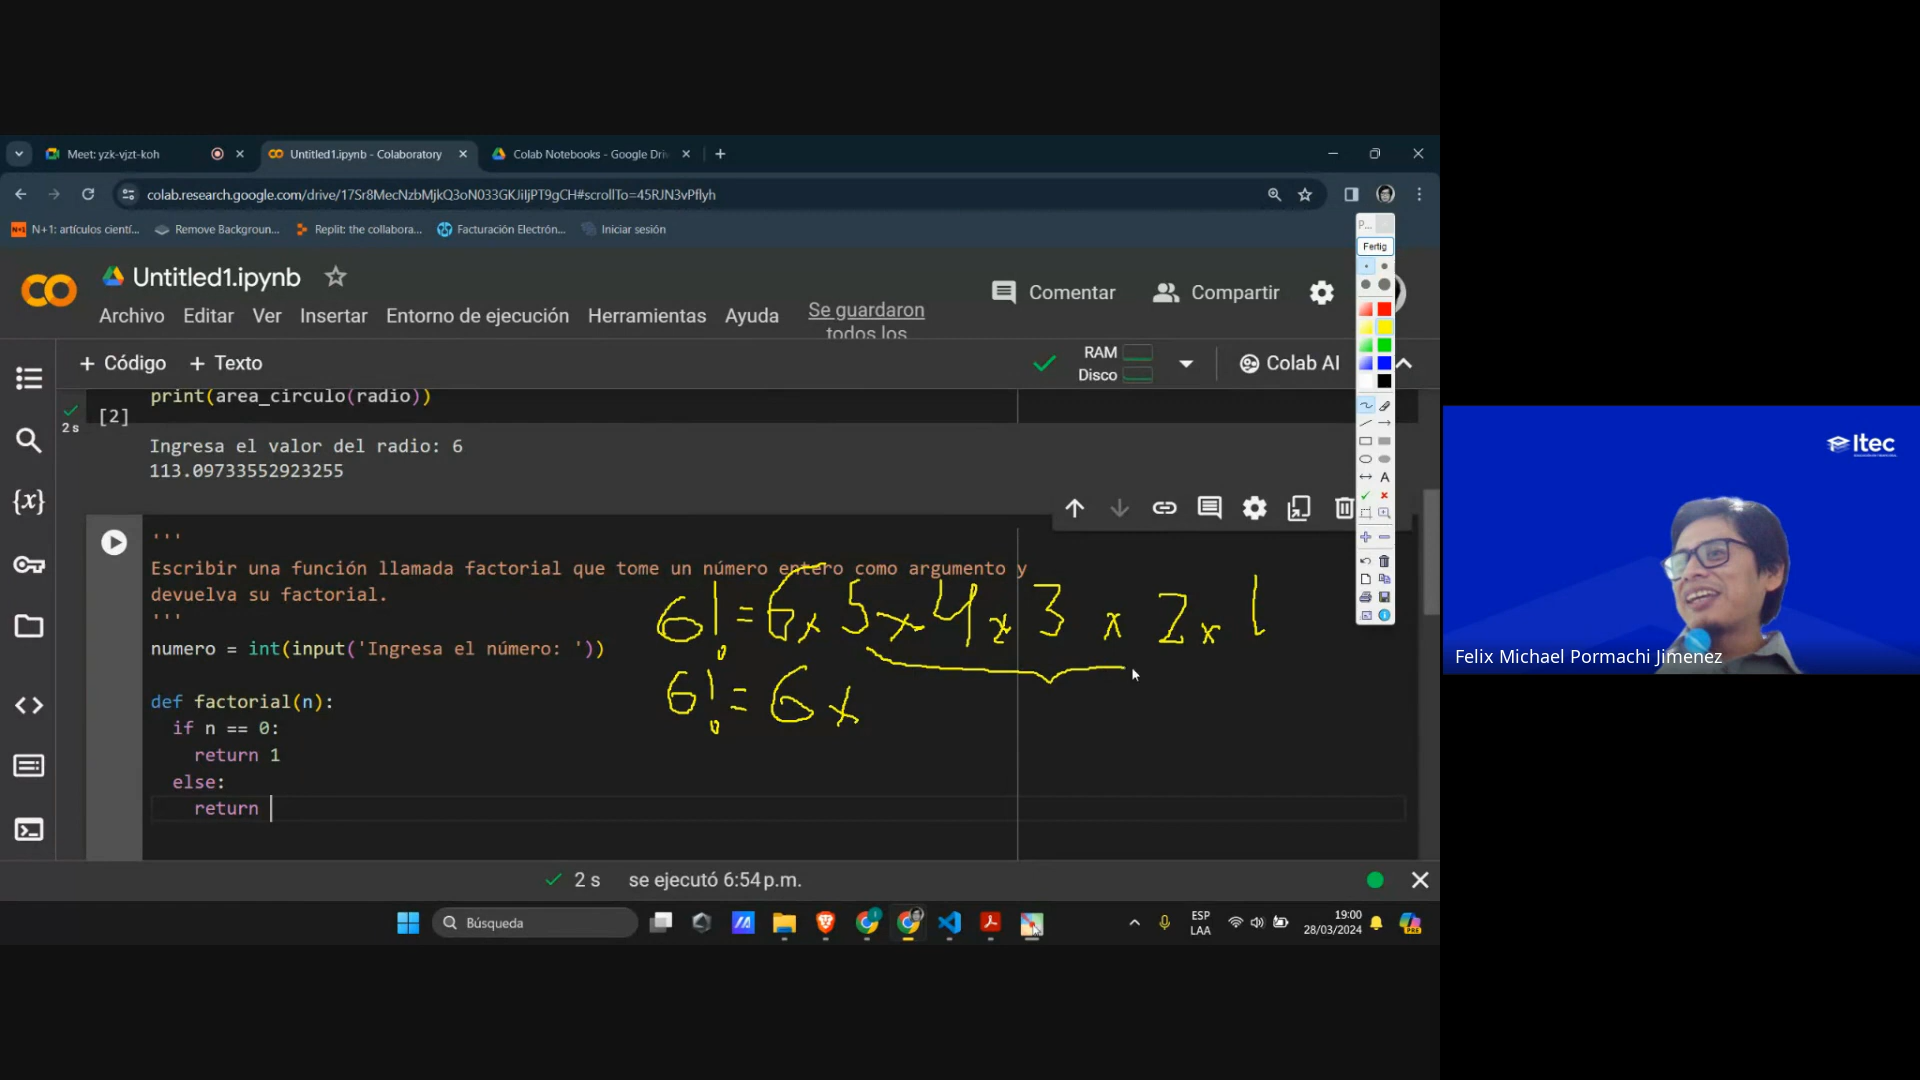 Meet: yzk-vjzt-koh
Untitled1.ipynb - Colaboratory
Colab Notebooks - Google Dri
colab.research.google.com/drive/17Sr8MecNzbMjkQ3oN033GKJiIjPT9gCH#scrollTo=45RJN3vPflyh
N+1: artículos cientí...
Remove Backgroun...
Replit: the collabora...
Facturación Electrón...
Iniciar sesión
P...
Fertig
Untitled1.ipynb
Comentar
Compartir
Archivo Editar Ver Insertar Entorno de ejecución Herramientas Ayuda
Se guardaron
todos los
+ Código + Texto
RAM
Disco
Colab AI
print(area_circulo(radio))
[2]
2 s
Ingresa el valor del radio: 6
113.09733552923255
'''
Escribir una función llamada factorial que tome un número entero como argumento y
devuelva su factorial.
'''
numero = int(input('Ingresa el número: '))
def factorial(n):
if n == 0:
return 1
else:
return
6! = 6 x 5 x 4 x 3 x 2 x 1
6! = 6 x
2 s se ejecutó 6:54 p.m.
Búsqueda
ESP
LAA
19:00
28/03/2024
PRE
Itec
Felix Michael Pormachi Jimenez